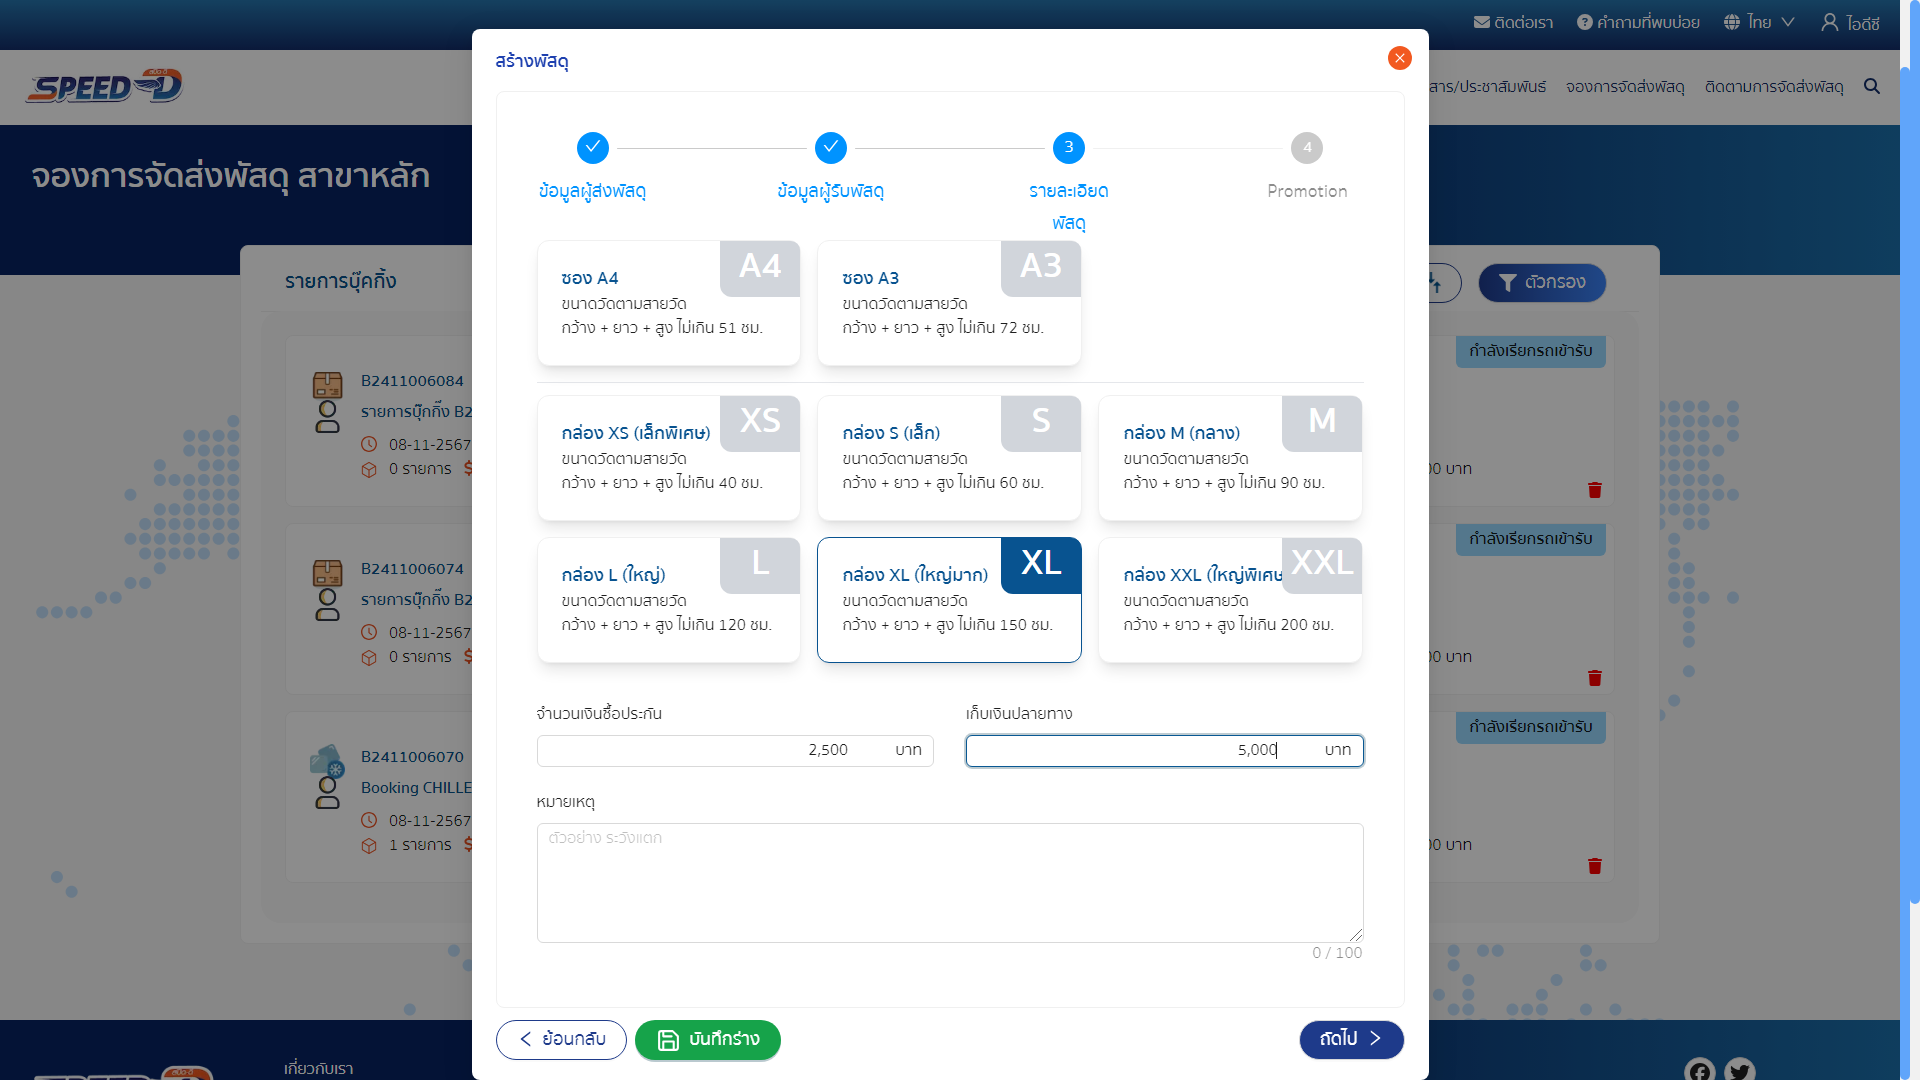 ติดต่อเรา
คำถามที่พบบ่อย
ไทย
ไอดีซี
SPEED-D
สาร/ประชาสัมพันธ์
จองการจัดส่งพัสดุ
ติดตามการจัดส่งพัสดุ
จองการจัดส่งพัสดุ สาขาหลัก
รายการบุ๊คกิ้ง
ตัวกรอง
B2411006084
รายการบุ๊กกิ้ง B2
08-11-2567
0 รายการ
กำลังเรียกรถเข้ารับ
00 บาท
B2411006074
รายการบุ๊กกิ้ง B2
08-11-2567
0 รายการ
กำลังเรียกรถเข้ารับ
00 บาท
B2411006070
Booking CHILLE
08-11-2567
1 รายการ
กำลังเรียกรถเข้ารับ
00 บาท
สร้างพัสดุ
3
4
ข้อมูลผู้ส่งพัสดุ
ข้อมูลผู้รับพัสดุ
รายละเอียด
พัสดุ
Promotion
ซอง A4
A4
ขนาดวัดตามสายวัด
กว้าง + ยาว + สูง ไม่เกิน 51 ซม.
ซอง A3
A3
ขนาดวัดตามสายวัด
กว้าง + ยาว + สูง ไม่เกิน 72 ซม.
กล่อง XS (เล็กพิเศษ)
XS
ขนาดวัดตามสายวัด
กว้าง + ยาว + สูง ไม่เกิน 40 ซม.
กล่อง S (เล็ก)
S
ขนาดวัดตามสายวัด
กว้าง + ยาว + สูง ไม่เกิน 60 ซม.
กล่อง M (กลาง)
M
ขนาดวัดตามสายวัด
กว้าง + ยาว + สูง ไม่เกิน 90 ซม.
กล่อง L (ใหญ่)
L
ขนาดวัดตามสายวัด
กว้าง + ยาว + สูง ไม่เกิน 120 ซม.
กล่อง XL (ใหญ่มาก)
XL
ขนาดวัดตามสายวัด
กว้าง + ยาว + สูง ไม่เกิน 150 ซม.
กล่อง XXL (ใหญ่พิเศษ
XXL
ขนาดวัดตามสายวัด
กว้าง + ยาว + สูง ไม่เกิน 200 ซม.
จำนวนเงินซื้อประกัน
2,500 บาท
เก็บเงินปลายทาง
5,000 บาท
หมายเหตุ
ตัวอย่าง ระวังแตก
0 / 100
ย้อนกลับ
บันทึกร่าง
ถัดไป
เกี่ยวกับเรา